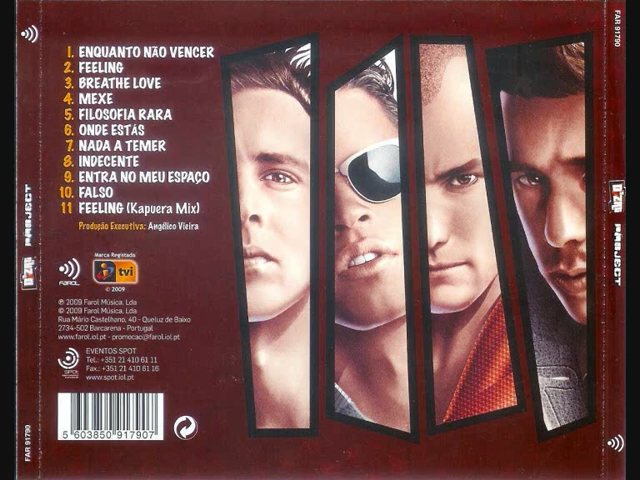 1. ENQUANTO NÃO VENCER
2. FEELING
3. BREATHE LOVE
4. MEXE
5. FILOSOFIA RARA
6. ONDE ESTÁS
7. NADA A TEMER
8. INDECENTE
9. ENTRA NO MEU ESPAÇO
10. FALSO
11 FEELING (Kapuera Mix)
Produção Executiva: Angélico Vieira
Marca Registada
tvi
© 2009
FAROL
℗ 2009 Farol Música, Lda
© 2009 Farol Música, Lda
Rua Mário Castelhano, 40 - Queluz de Baixo
2734-502 Barcarena - Portugal
www.farol.iol.pt - promocao@farol.iol.pt
SPOT
EVENTOS SPOT
Tel.: +351 21 410 61 11
Fax.: +351 21 410 61 16
www.spot.iol.pt
5 603850 917907
PROJECT
FAR 91790
FAR 91790
PROJECT